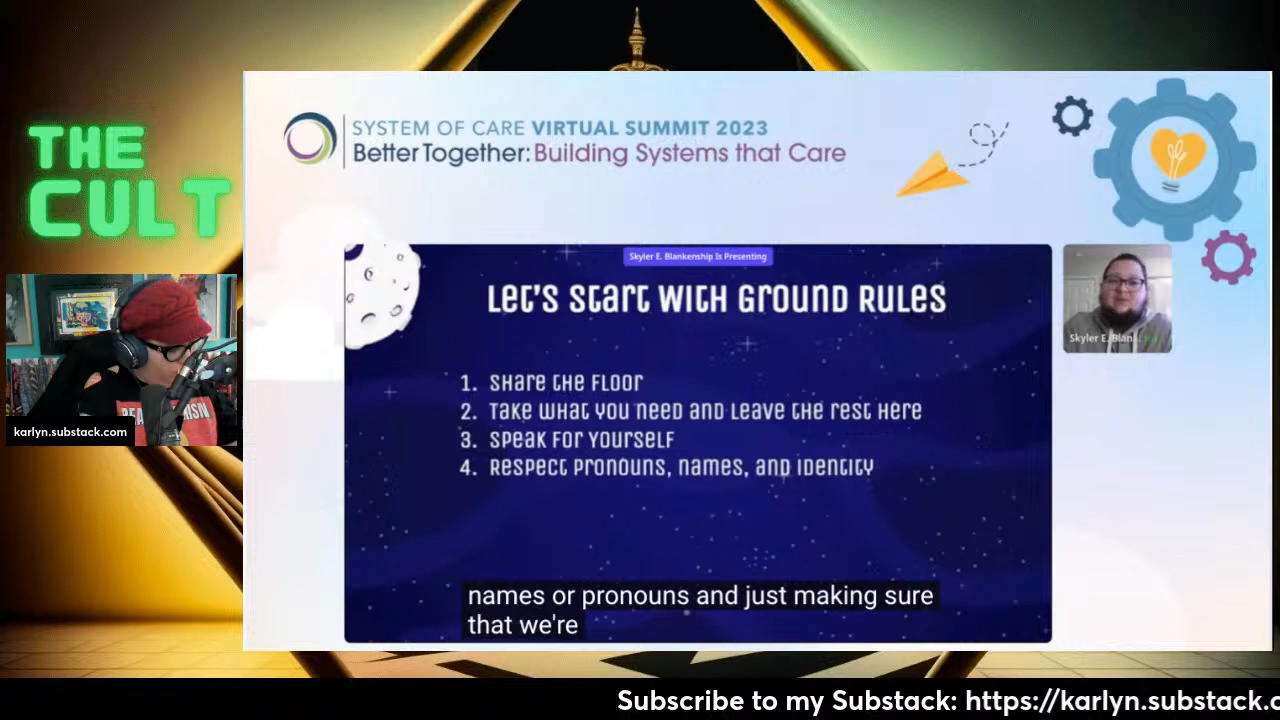 THE
CULT
karlyn.substack.com
SYSTEM OF CARE VIRTUAL SUMMIT 2023
Better Together: Building Systems that Care
Skyler E. Blankenship Is Presenting
Let's Start With Ground Rules
1. Share the Floor
2. Take what you need and leave the rest here
3. Speak for yourself
4. Respect pronouns, names, and identity
names or pronouns and just making sure
that we're
Skyler E. Blan
Subscribe to my Substack: https://karlyn.substack.c